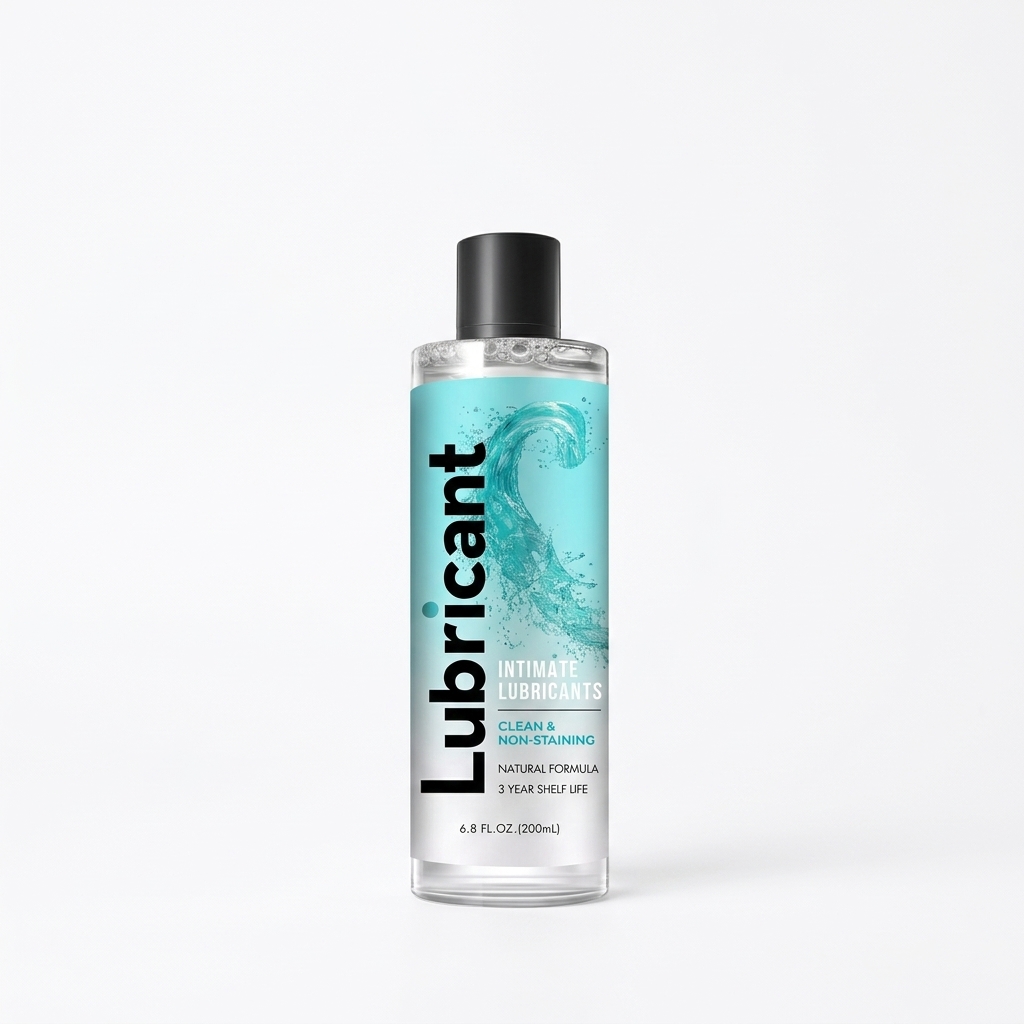 Lubricant
INTIMATE
LUBRICANTS
CLEAN &
NON-STAINING
NATURAL FORMULA
3 YEAR SHELF LIFE
6.8 FL.OZ.(200mL)